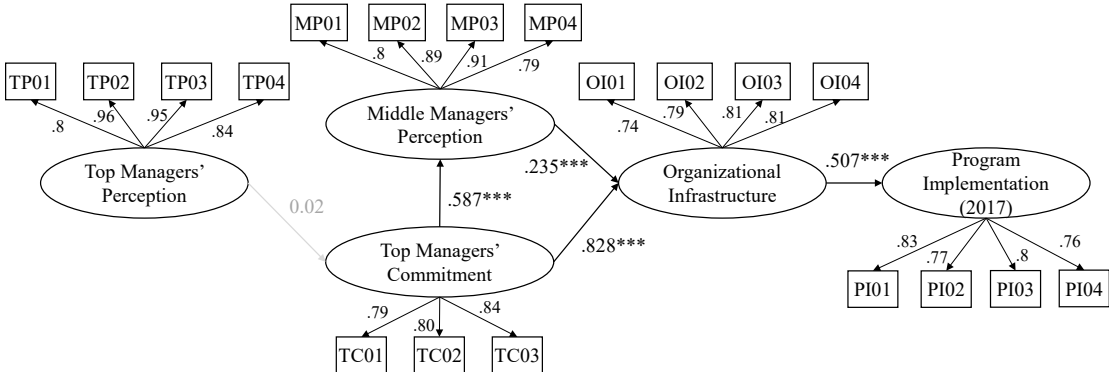 MP01 MP02 MP03 MP04
.8 .89 .91 .79
TP01 TP02 TP03 TP04
.8 .96 .95 .84
OI01 OI02 OI03 OI04
.74 .79 .81 .81
Middle Managers'
Perception
Top Managers'
Perception
.235***
Organizational
Infrastructure
.507***
Program
Implementation
(2017)
0.02
.587***
.828***
Top Managers'
Commitment
.83 .77 .8 .76
PI01 PI02 PI03 PI04
.79 .80 .84
TC01 TC02 TC03